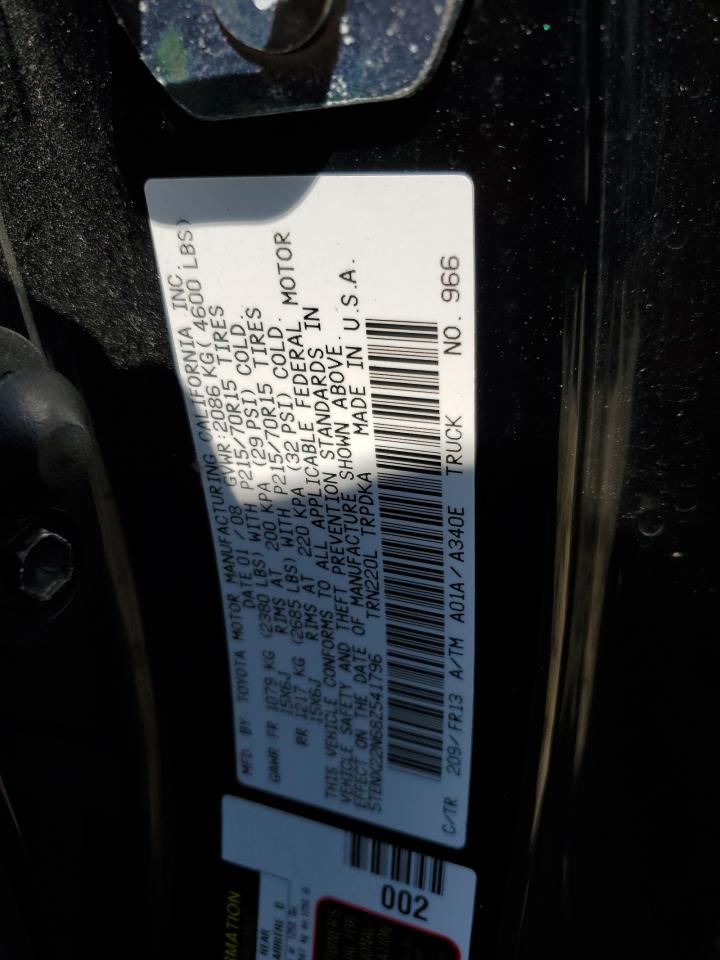 MFD. BY: TOYOTA MOTOR MANUFACTURING CALIFORNIA INC.
DATE 01 / 08 GVWR: 2086 KG( 4600 LBS)
GAWR FR 1079 KG (2380 LBS) WITH P215/70R15 TIRES
15X6J RIMS AT 200 KPA (29 PSI) COLD.
RR 1217 KG (2685 LBS) WITH P215/70R15 TIRES
15X6J RIMS AT 220 KPA (32 PSI) COLD.
THIS VEHICLE CONFORMS TO ALL APPLICABLE FEDERAL MOTOR
VEHICLE SAFETY AND THEFT PREVENTION STANDARDS IN
EFFECT ON THE DATE OF MANUFACTURE SHOWN ABOVE.
5TENX22N68Z541796 TRN220L TRPDKA MADE IN U.S.A.
C/TR 209/FR13 A/TM A01A/A340E TRUCK NO. 966
002
RMATION
REAR
ARRIERE